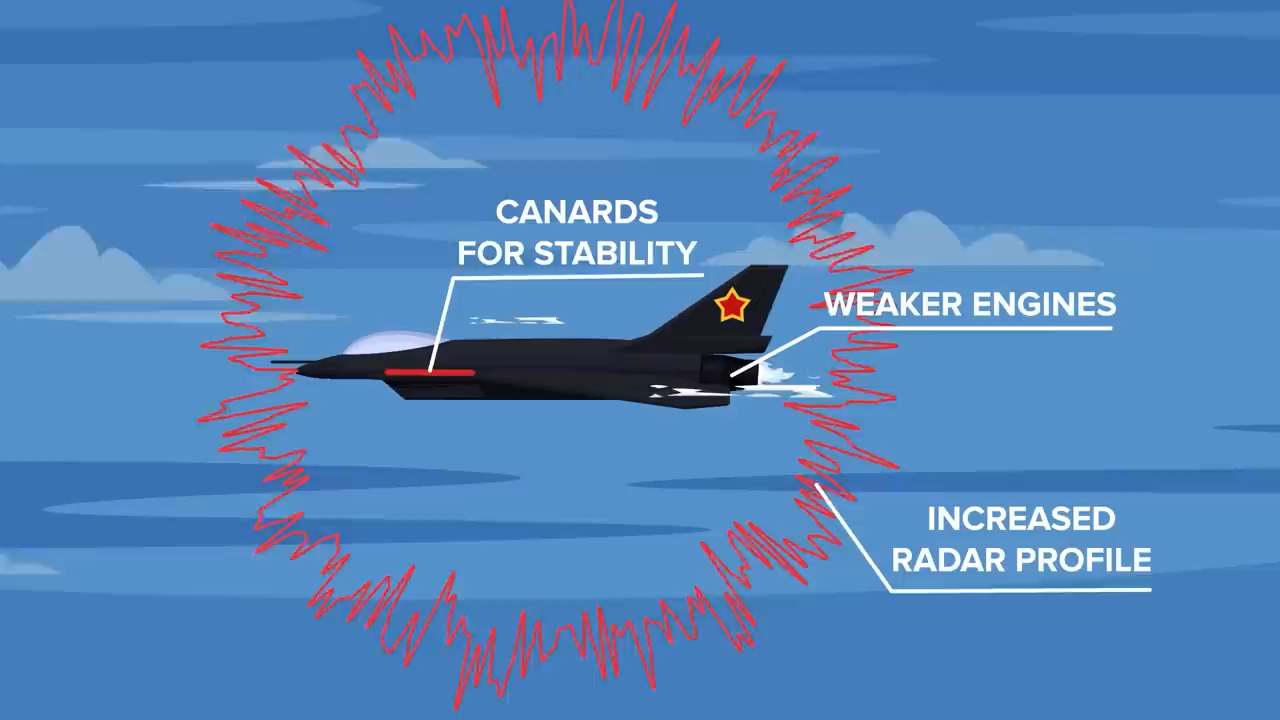 CANARDS
FOR STABILITY
WEAKER ENGINES
INCREASED
RADAR PROFILE